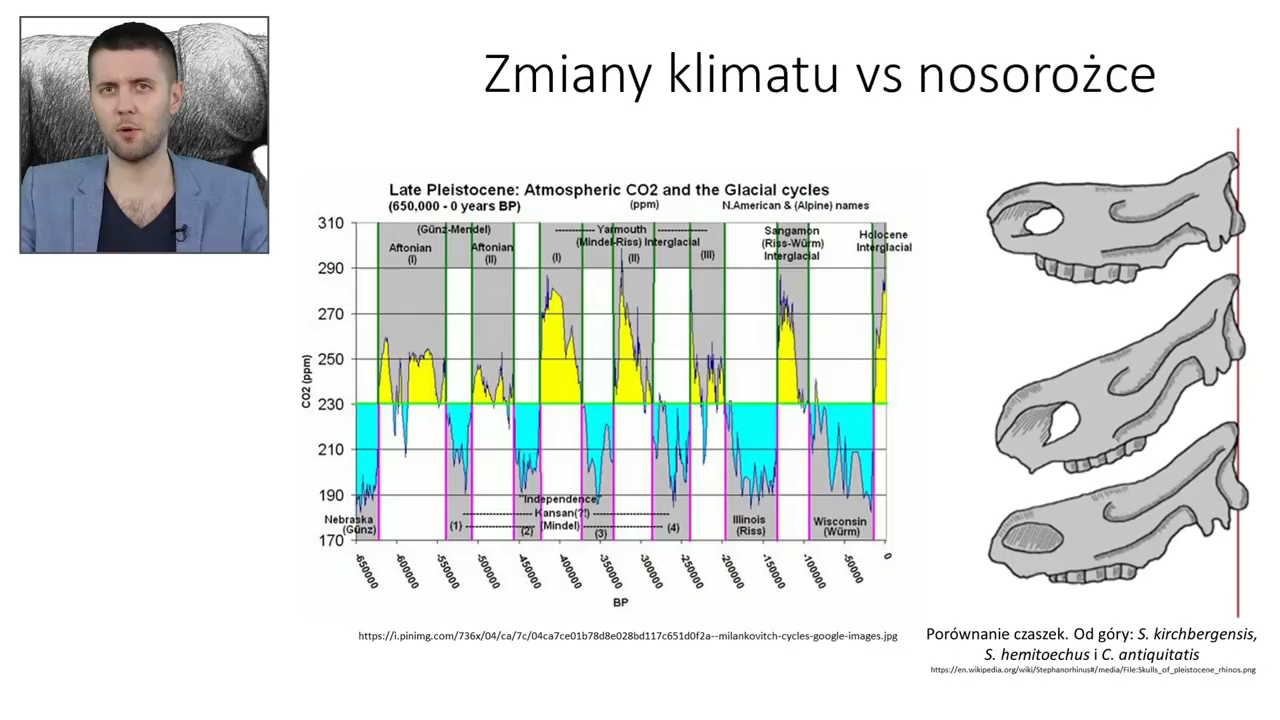 Zmiany klimatu vs nosorożce
Late Pleistocene: Atmospheric CO2 and the Glacial cycles
(650,000 - 0 years BP) (ppm) N.American & (Alpine) names
310
290
270
250
230
210
190
170
CO2 (ppm)
(Günz-Mendel)
Aftonian
(I)
Aftonian
(II)
Yarmouth
(Mindel-Riss) Interglacial
(I)
(II)
(III)
Sangamon
(Riss-Würm)
Interglacial
Holocene
Interglacial
Nebraska
(Günz)
"Independence"
Kansan(?!)
(Mindel)
(1)
(2)
(3)
(4)
Illinois
(Riss)
Wisconsin
(Würm)
-650000 -600000 -550000 -500000 -450000 -400000 -350000 -300000 -250000 -200000 -150000 -100000 -50000 0
BP
https://i.pinimg.com/736x/04/ca/7c/04ca7ce01b78d8e028bd117c651d0f2a--milankovitch-cycles-google-images.jpg
Porównanie czaszek. Od góry: S. kirchbergensis,
S. hemitoechus i C. antiquitatis
https://en.wikipedia.org/wiki/Stephanorhinus#/media/File:Skulls_of_pleistocene_rhinos.png